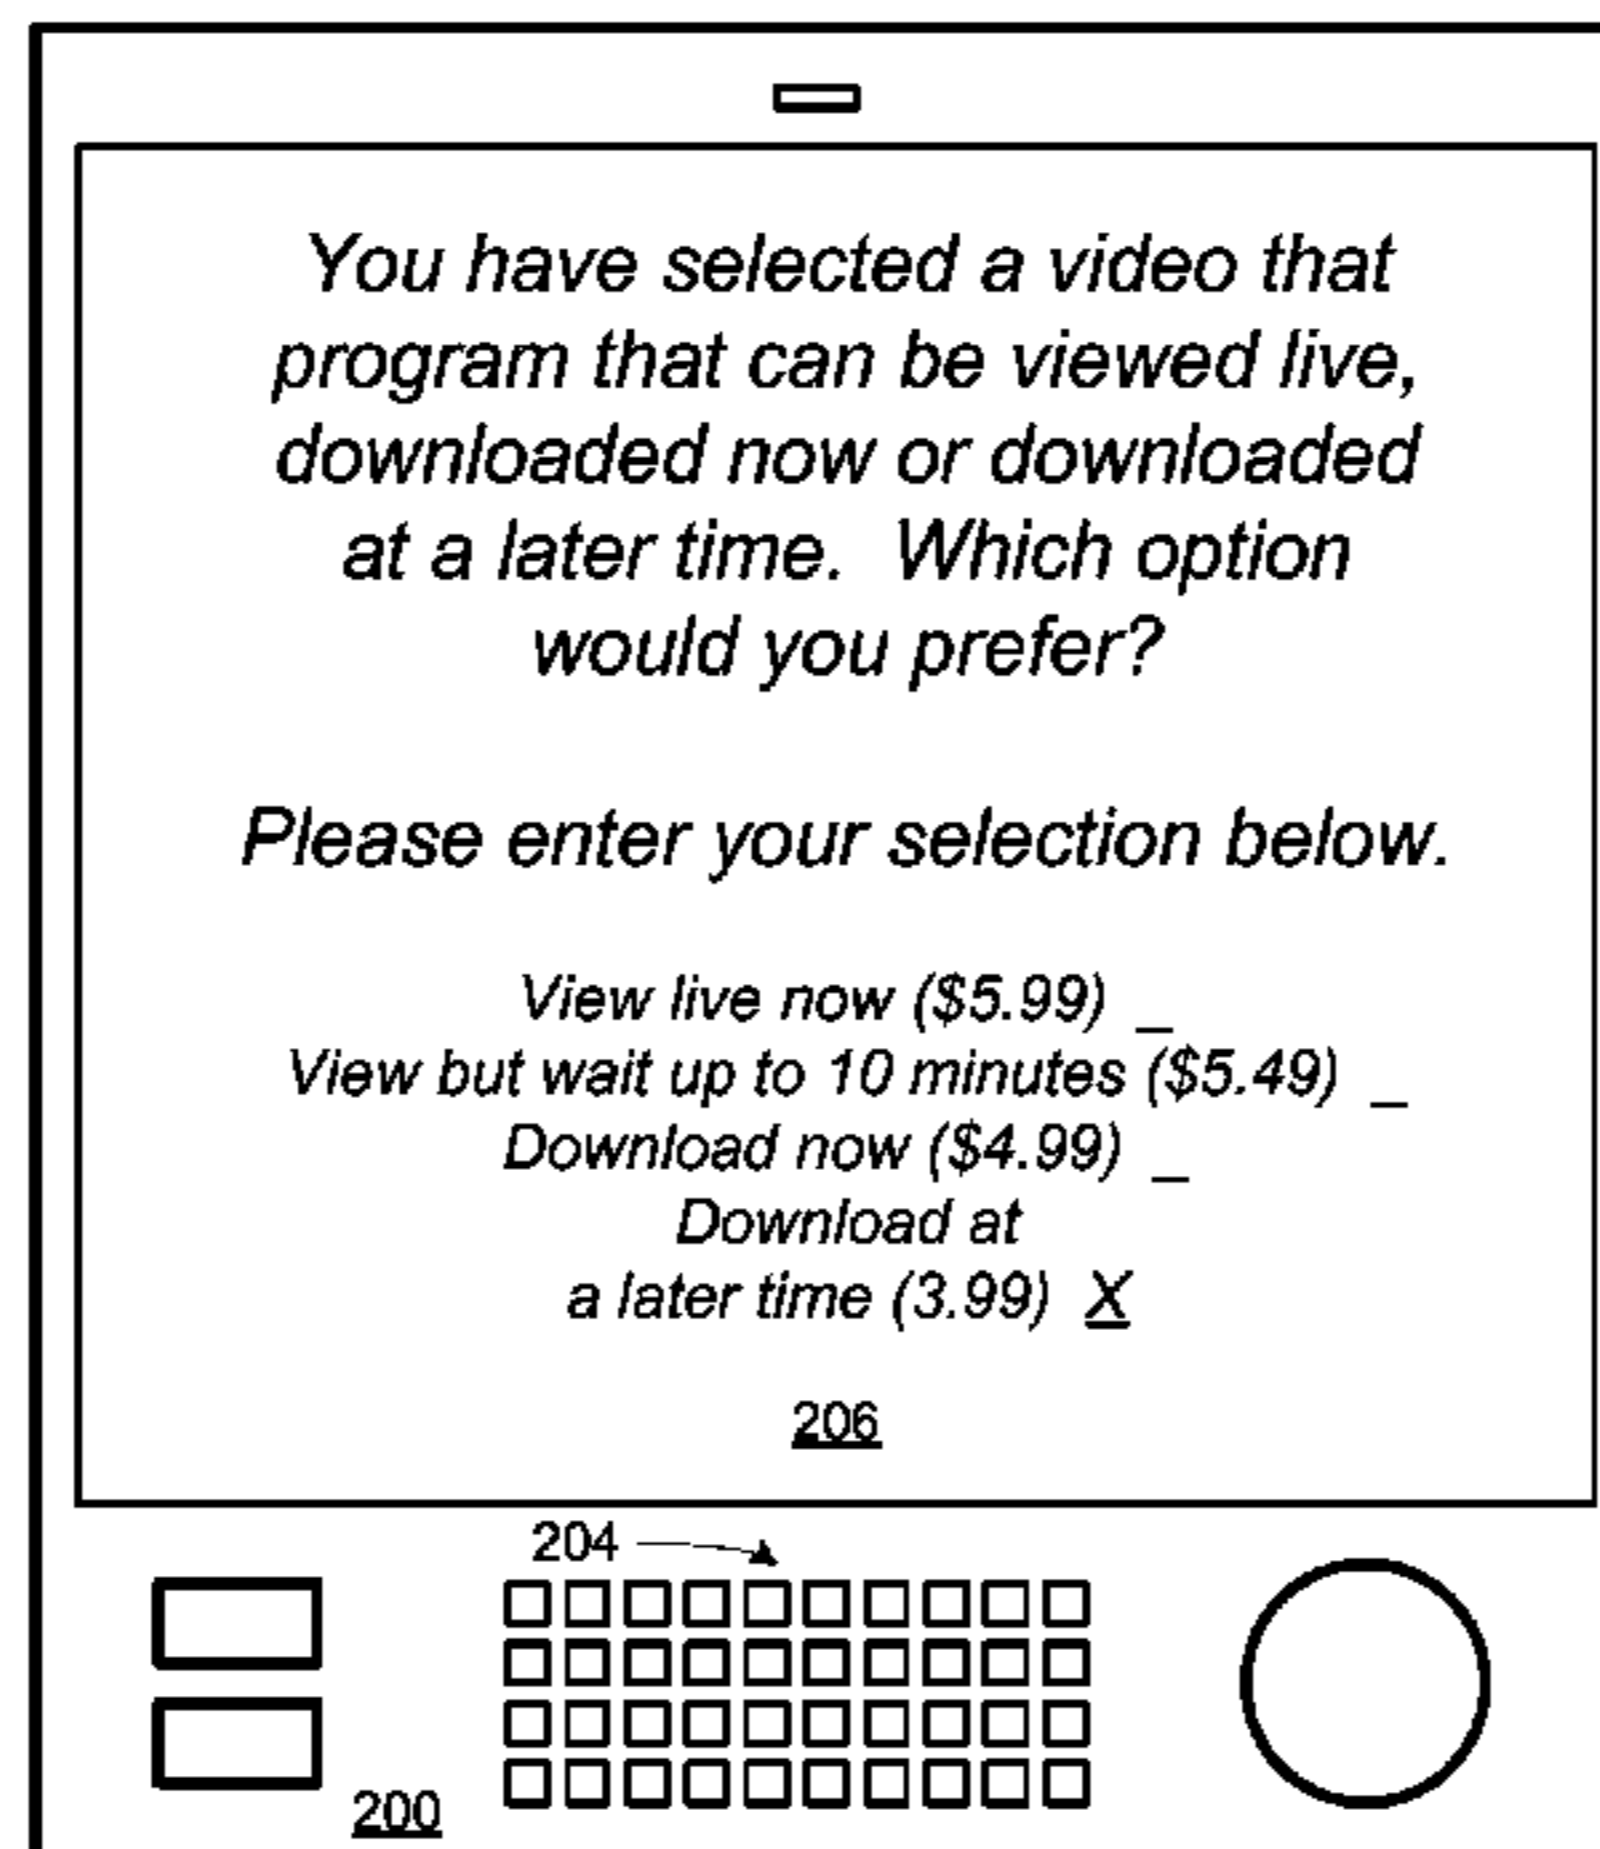 You have selected a video that
program that can be viewed live,
downloaded now or downloaded
at a later time.  Which option
would you prefer?
Please enter your selection below.
View live now ($5.99) _
View but wait up to 10 minutes ($5.49) _
Download now ($4.99) _
Download at
a later time (3.99) X
206
204
200